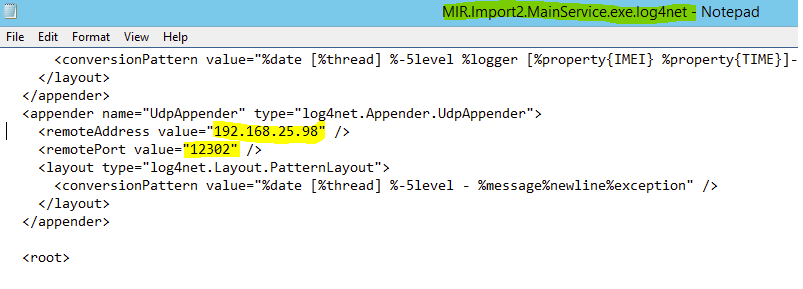 MIR.Import2.MainService.exe.log4net - Notepad
File Edit Format View Help
<conversionPattern value="%date [%thread] %-5level %logger [%property{IMEI} %property{TIME}]-
</layout>
</appender>
<appender name="UdpAppender" type="log4net.Appender.UdpAppender">
<remoteAddress value="192.168.25.98" />
<remotePort value="12302" />
<layout type="log4net.Layout.PatternLayout">
<conversionPattern value="%date [%thread] %-5level - %message%newline%exception" />
</layout>
</appender>
<root>